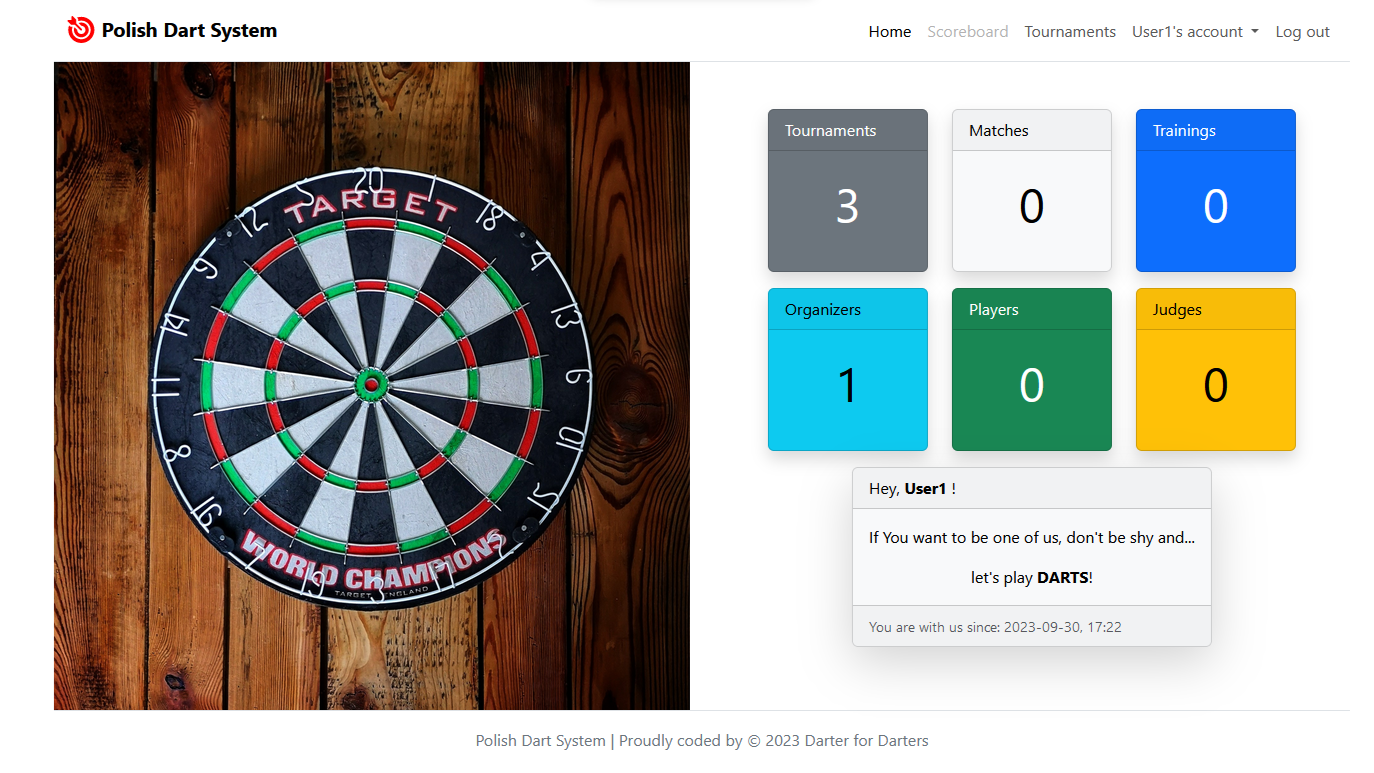 Polish Dart System
Home Scoreboard Tournaments User1's account Log out
20
1
18
4
13
6
10
15
2
17
3
19
7
16
8
11
14
9
12
5
TARGET
WORLD CHAMPIONS
TARGET ENGLAND
Tournaments
3
Matches
0
Trainings
0
Organizers
1
Players
0
Judges
0
Hey, User1 !
If You want to be one of us, don't be shy and...
let's play DARTS!
You are with us since: 2023-09-30, 17:22
Polish Dart System | Proudly coded by © 2023 Darter for Darters